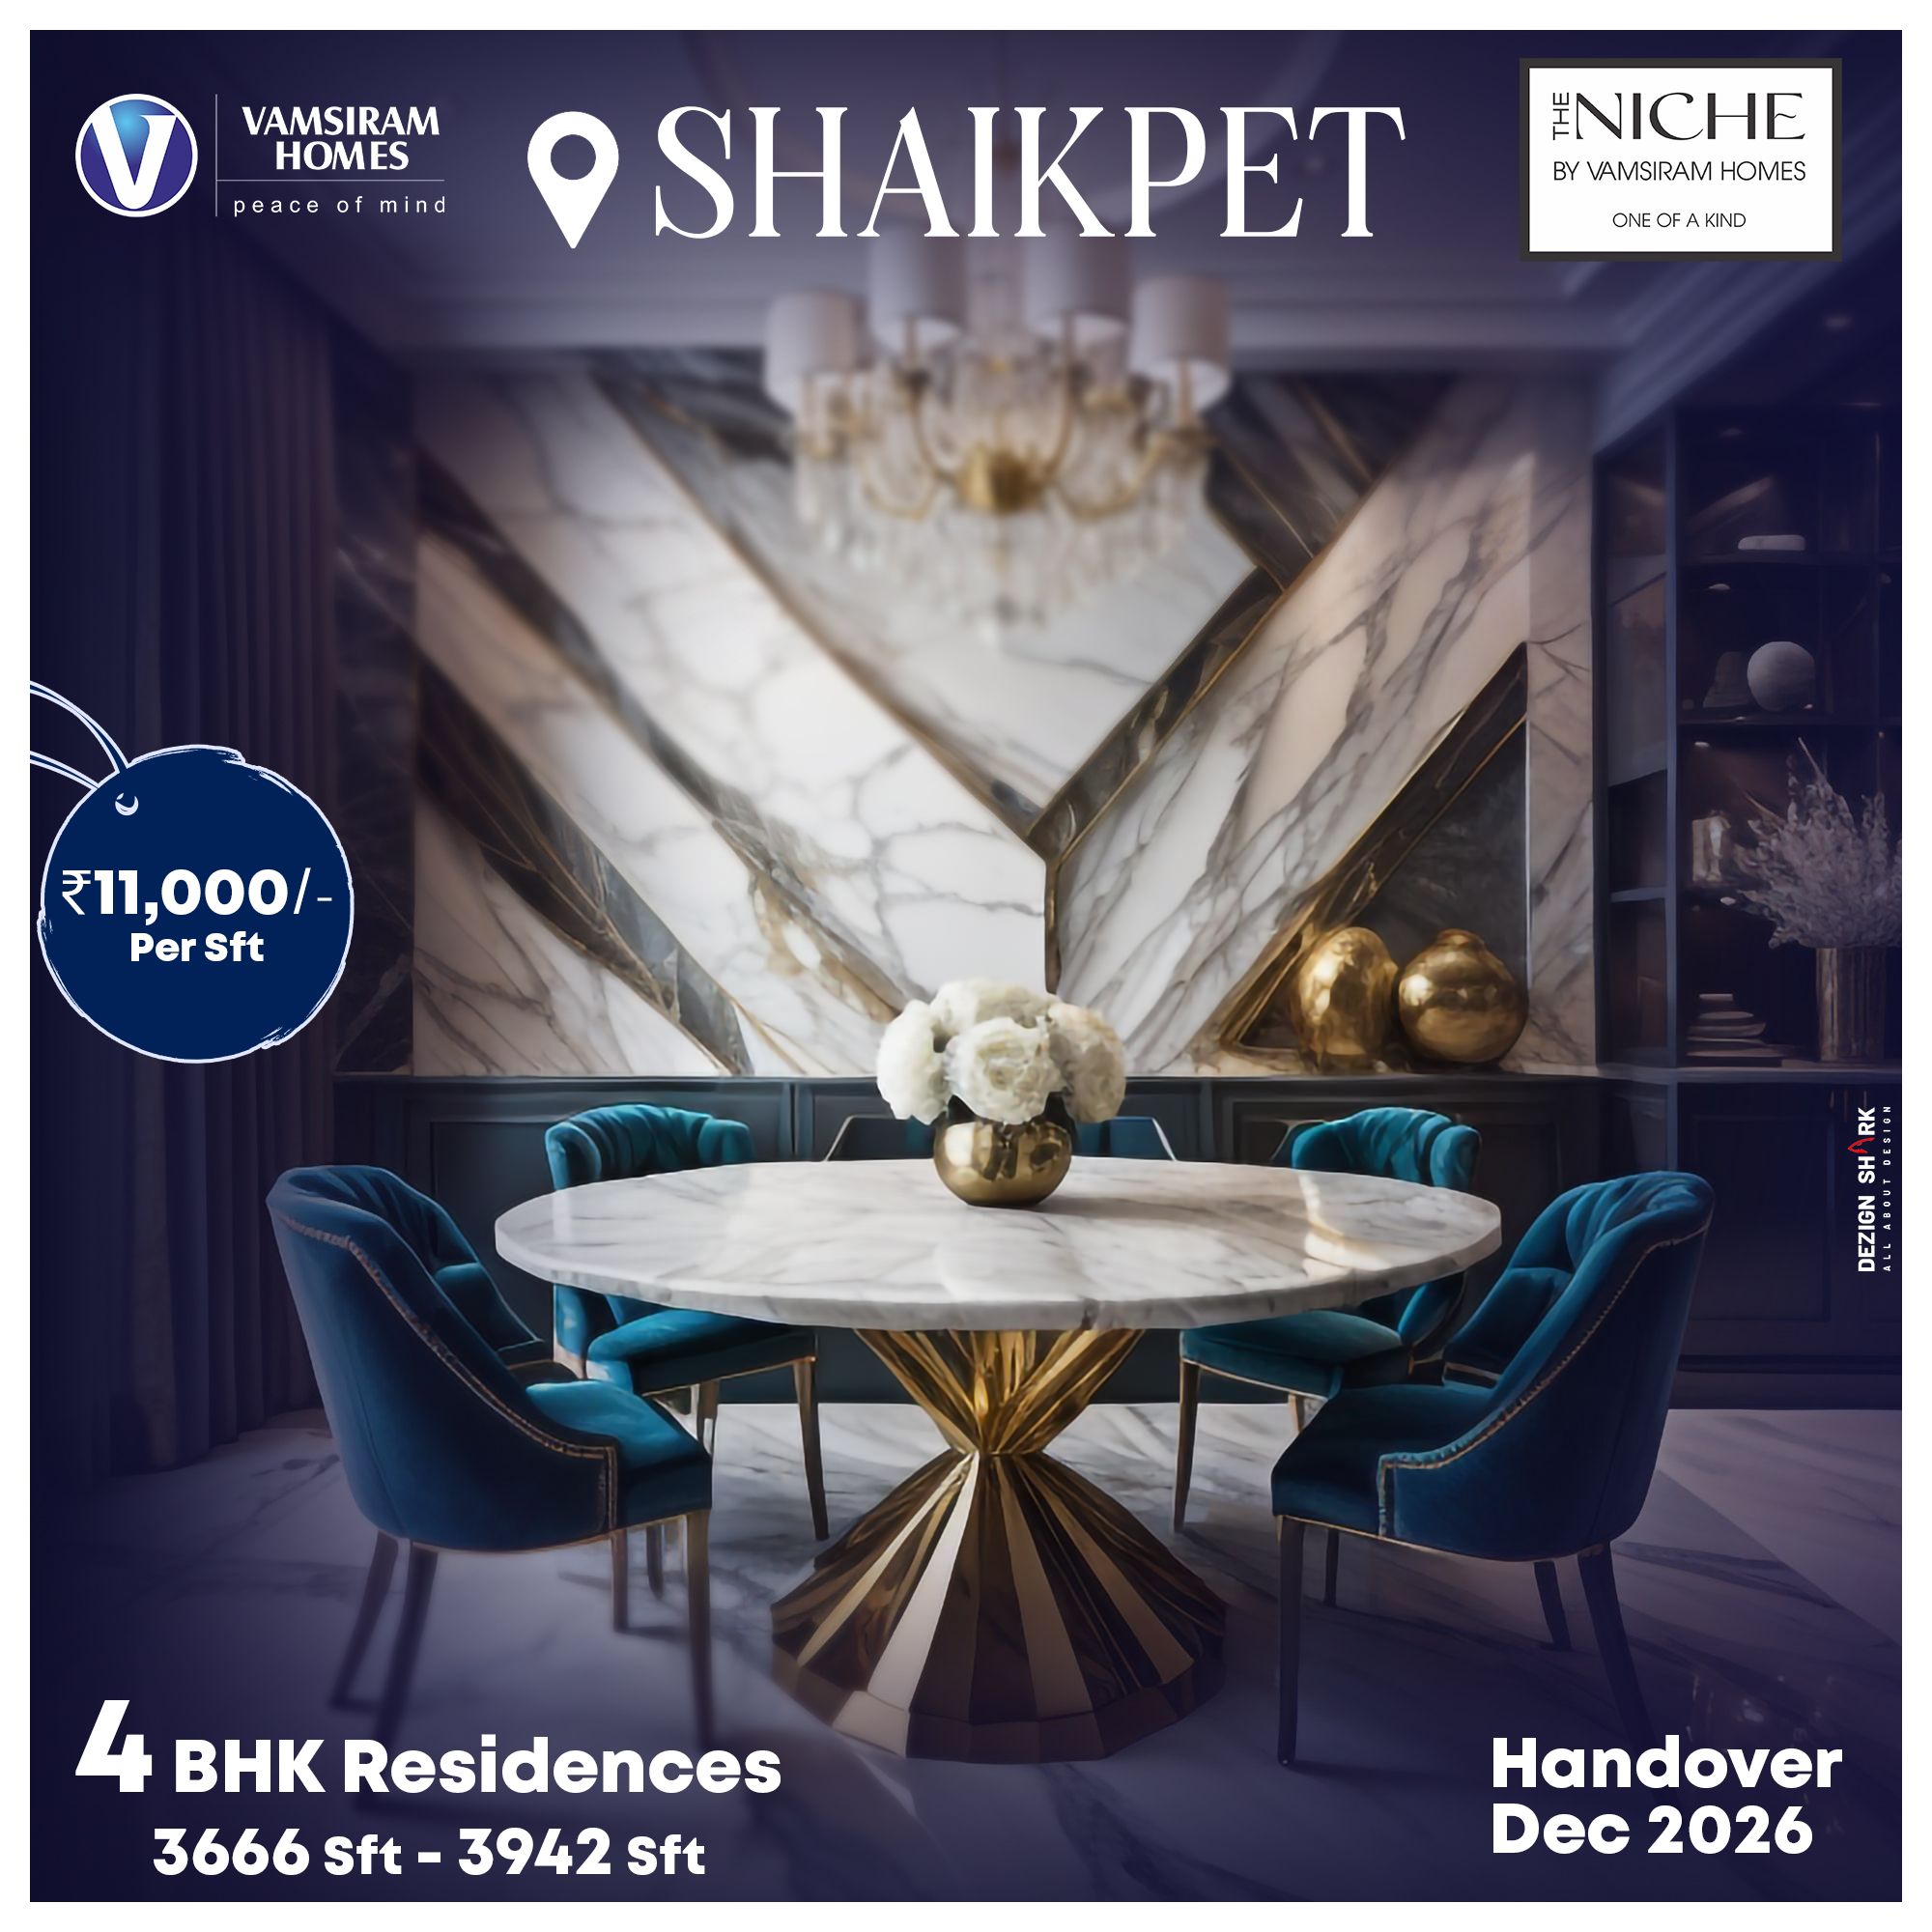 VAMSIRAM
HOMES
peace of mind
SHAIKPET
THE NICHE
BY VAMSIRAM HOMES
ONE OF A KIND
₹11,000/-
Per Sft
DEZIGN SHARK
ALL ABOUT DESIGN
4 BHK Residences
3666 Sft - 3942 Sft
Handover
Dec 2026